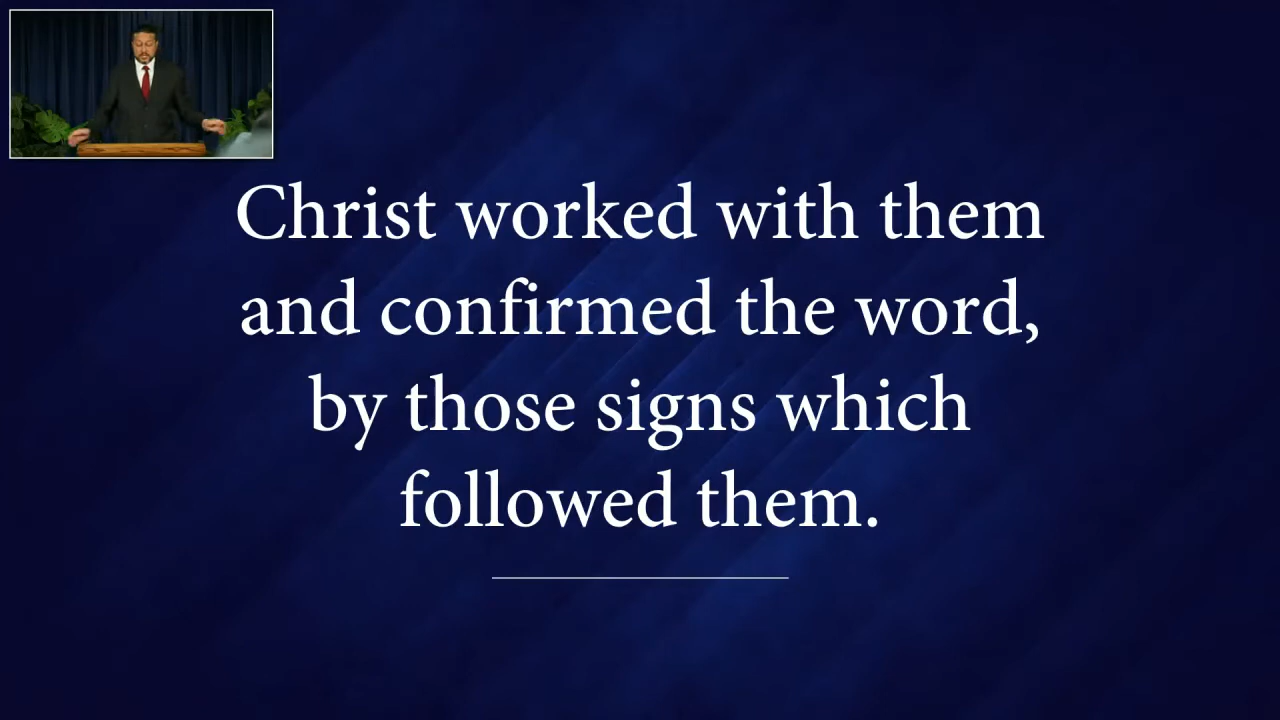 Christ worked with them
and confirmed the word,
by those signs which
followed them.